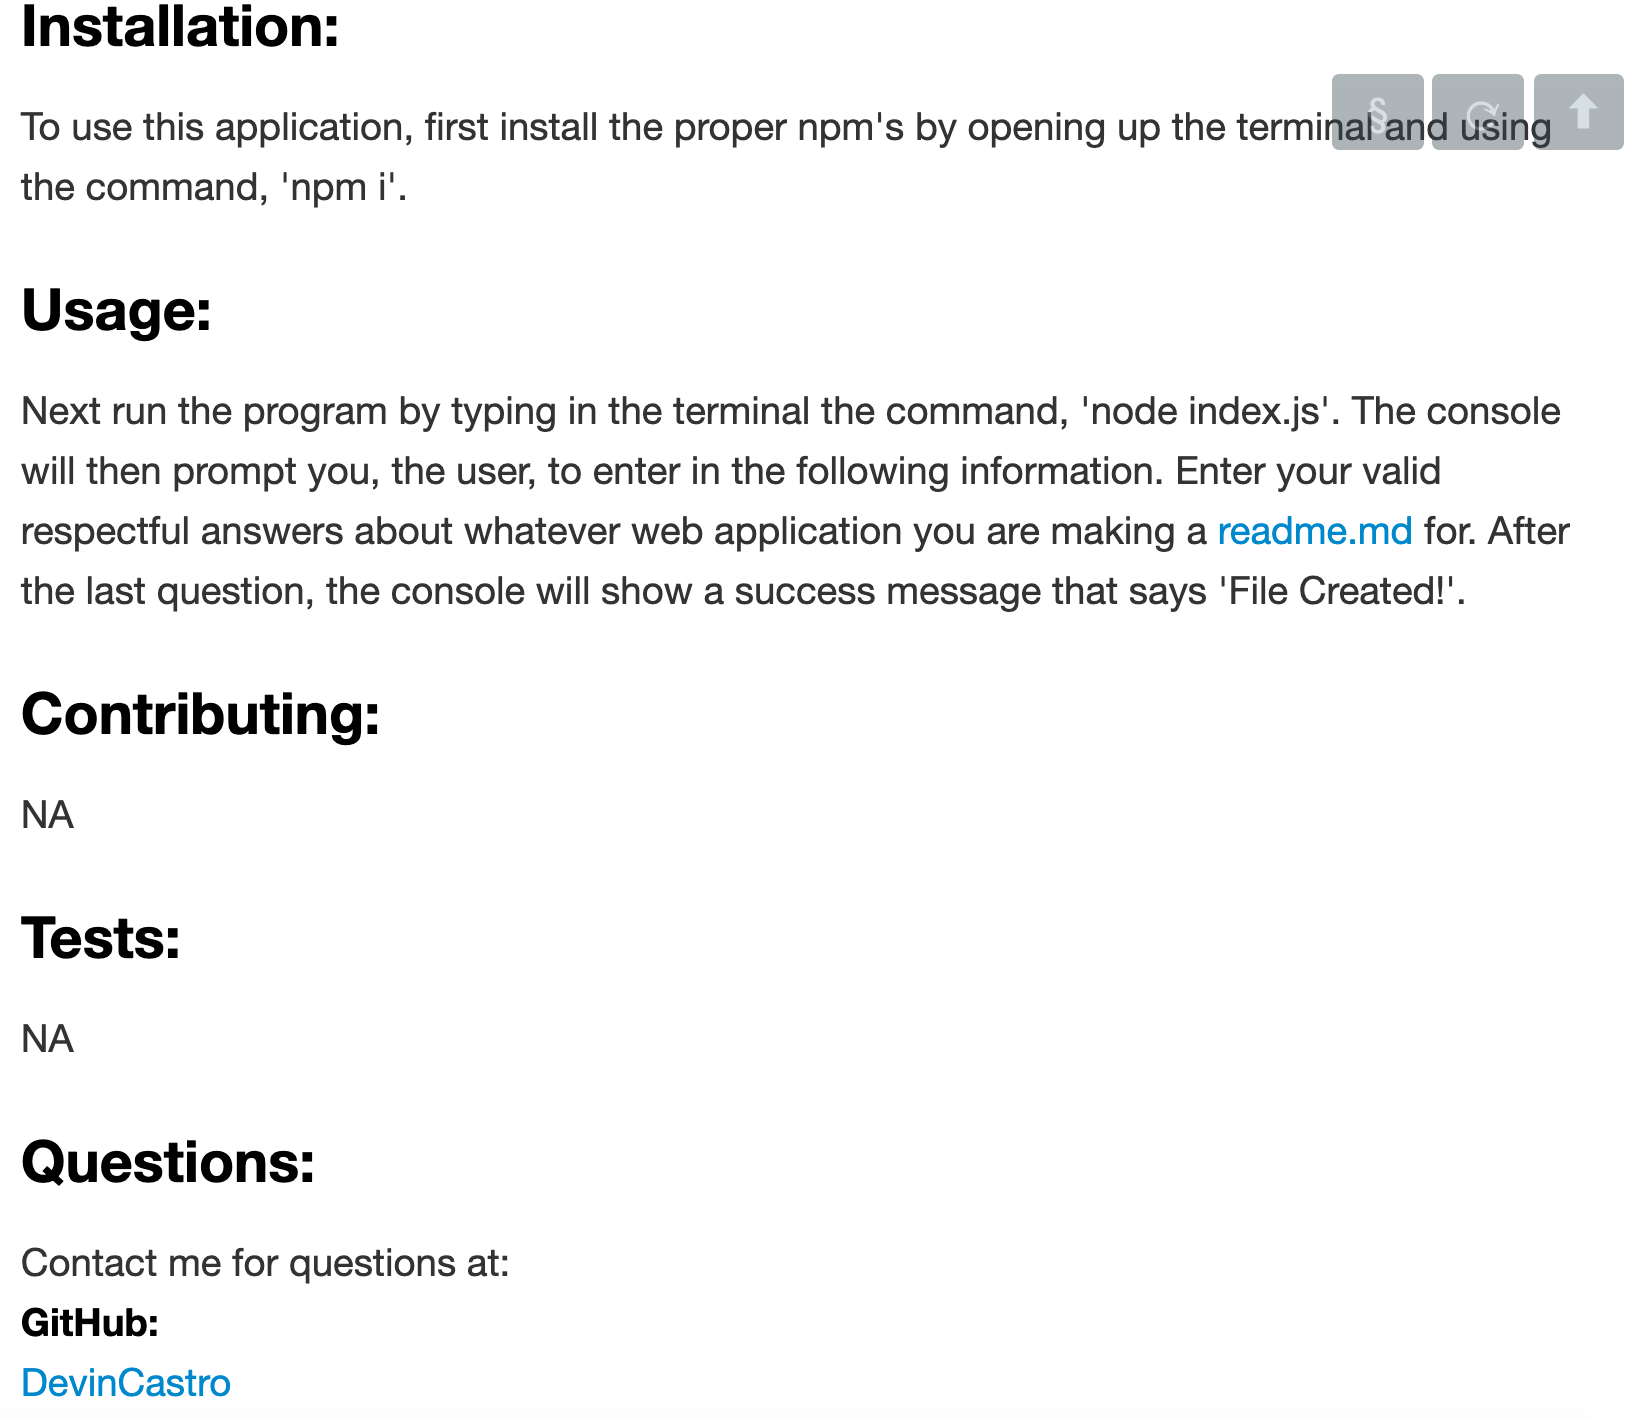 Installation:
To use this application, first install the proper npm's by opening up the terminal and using
the command, 'npm i'.
Usage:
Next run the program by typing in the terminal the command, 'node index.js'. The console
will then prompt you, the user, to enter in the following information. Enter your valid
respectful answers about whatever web application you are making a readme.md for. After
the last question, the console will show a success message that says 'File Created!'.
Contributing:
NA
Tests:
NA
Questions:
Contact me for questions at:
GitHub:
DevinCastro